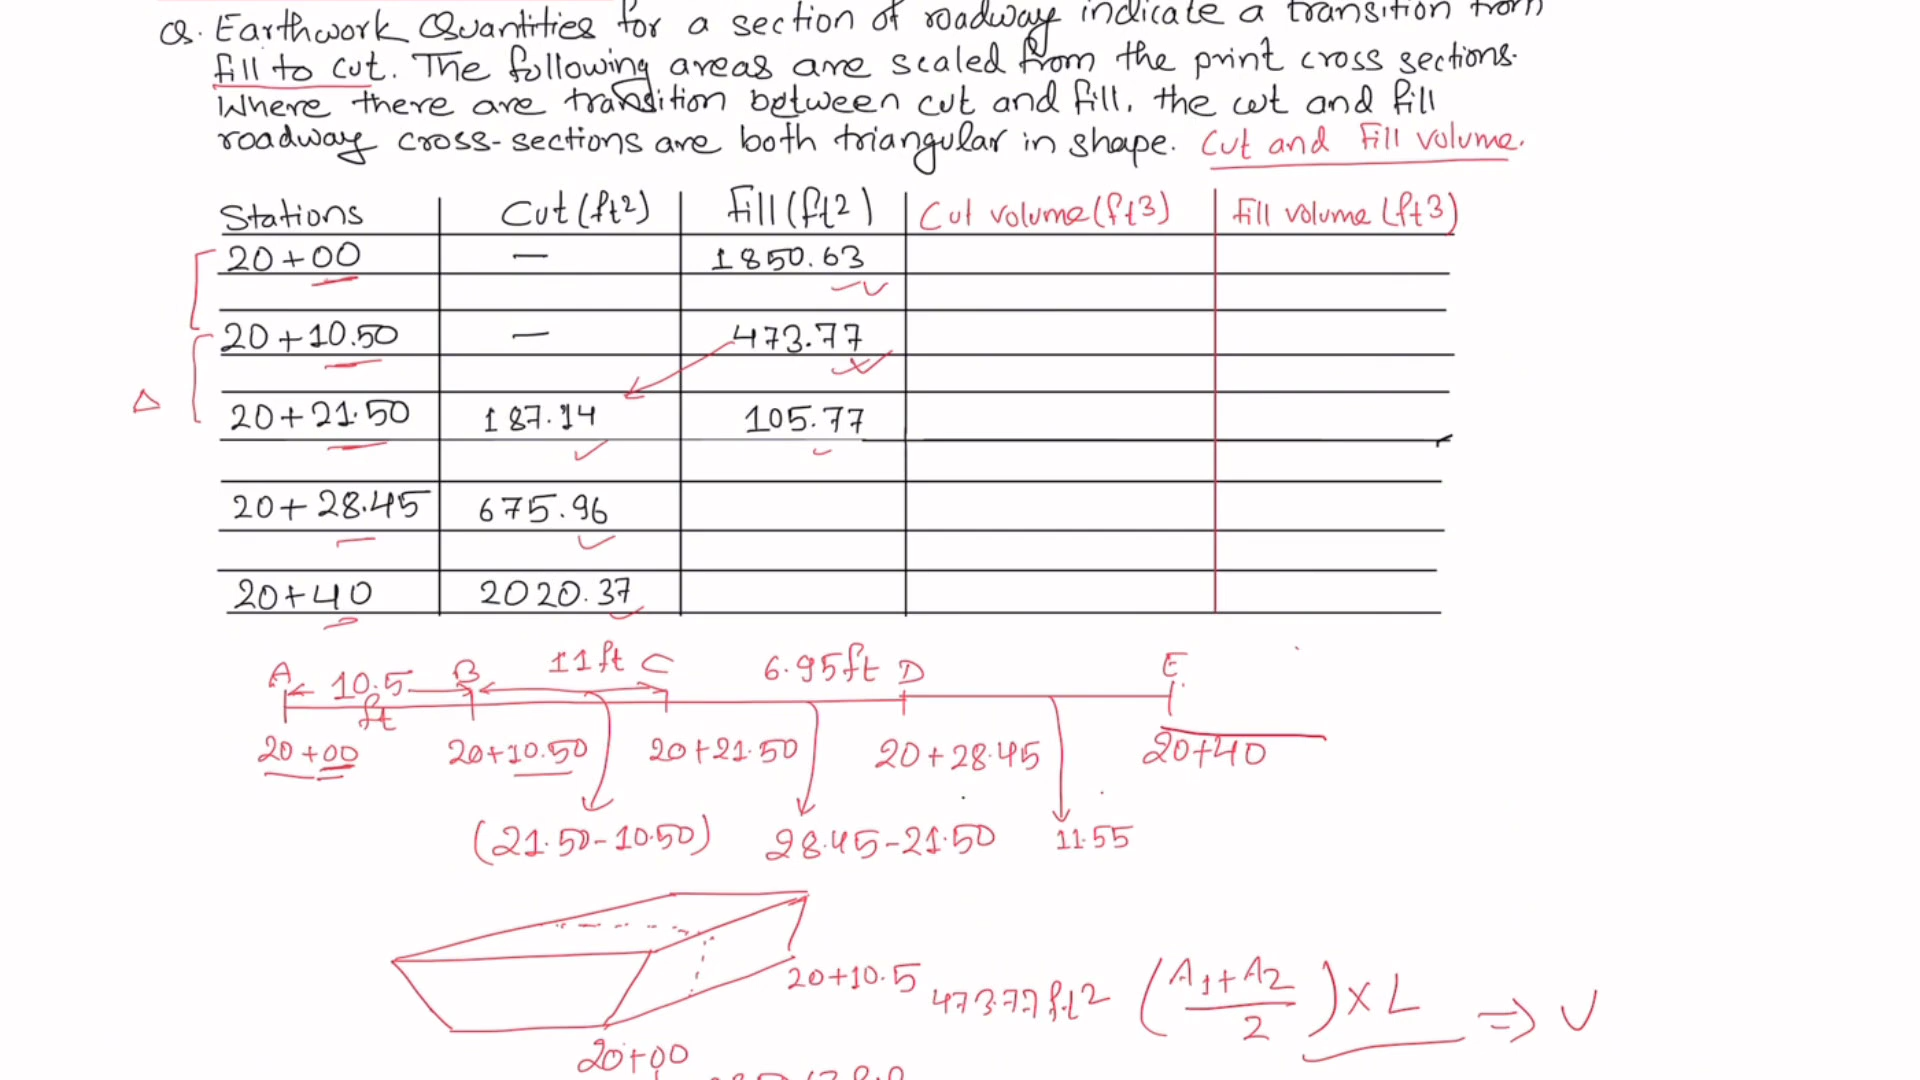 Q. Earthwork Quantities for a section of roadway indicate a transition from
fill to cut. The following areas are scaled from the print cross sections.
Where there are transition between cut and fill, the cut and fill
roadway cross-sections are both triangular in shape. Cut and Fill volume.
Stations Cut (ft2) Fill (ft2) Cut volume (ft3) Fill volume (ft3)
20+00 — 1850.63
20+10.50 — 473.77
Δ 20+21.50 187.14 105.77
20+28.45 675.96
20+40 2020.37
A 10.5 ft B 11ft C 6.95ft D E
20+00 20+10.50 20+21.50 20+28.45 20+40
(21.50-10.50) 28.45-21.50 11.55
20+10.5 473.77ft2 (A1+A2/2) x L ⇒ V
20+00